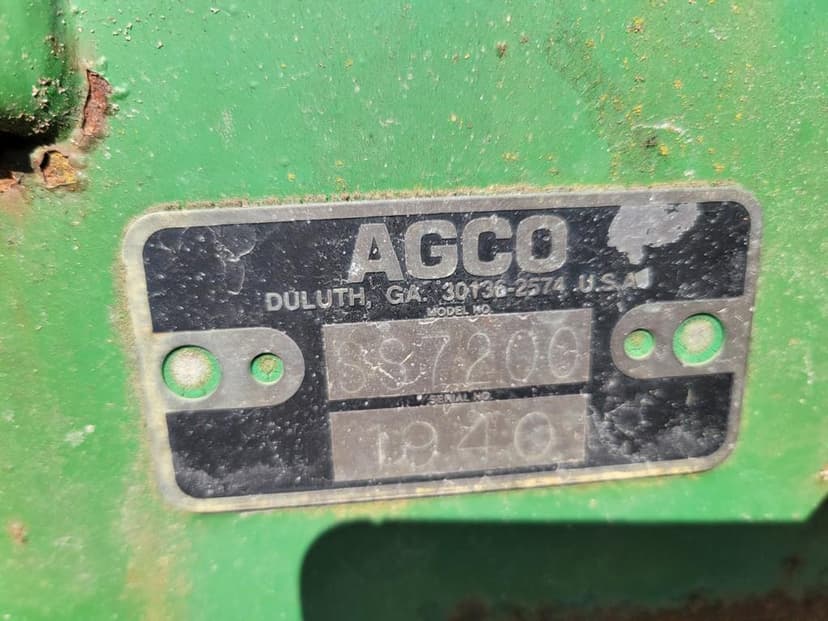 AGCO
DULUTH, GA. 30136-2574 U.S.A.
MODEL NO.
SS7200
SERIAL NO.
1940